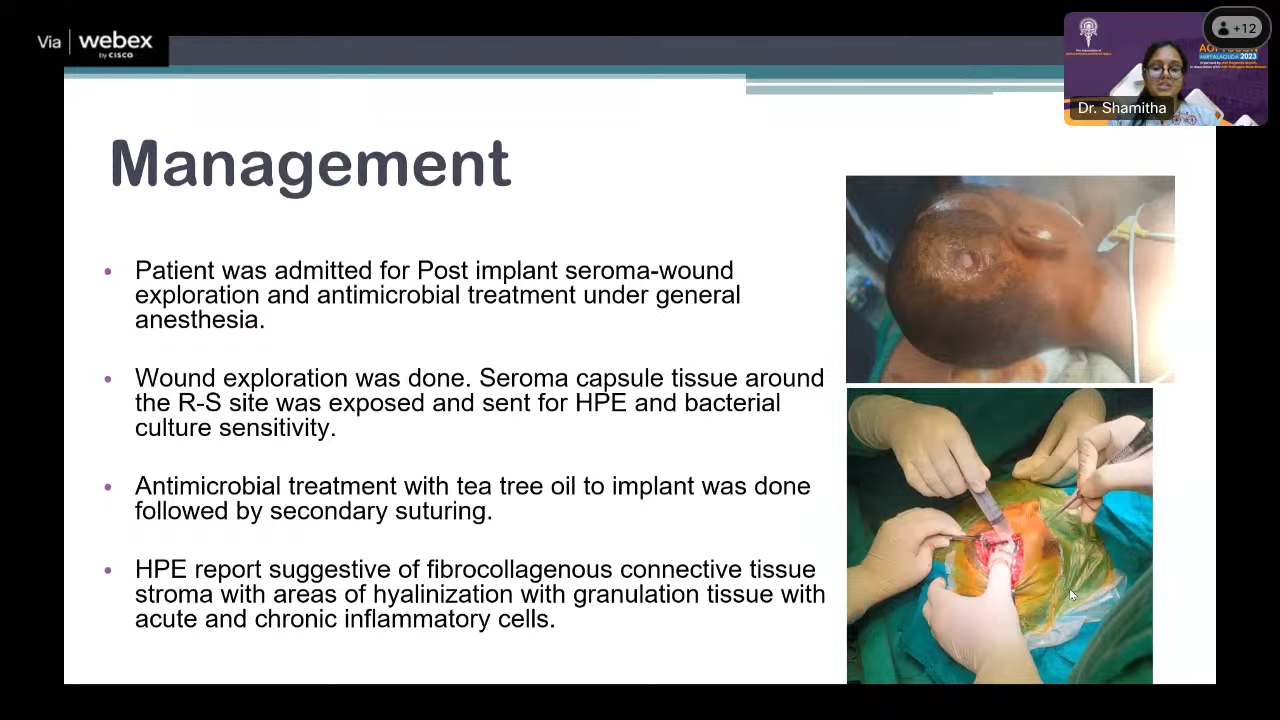 Via webex
by CISCO
+12
MIRYALAGUDA 2023
Dr. Shamitha
Management
• Patient was admitted for Post implant seroma-wound
exploration and antimicrobial treatment under general
anesthesia.
• Wound exploration was done. Seroma capsule tissue around
the R-S site was exposed and sent for HPE and bacterial
culture sensitivity.
• Antimicrobial treatment with tea tree oil to implant was done
followed by secondary suturing.
• HPE report suggestive of fibrocollagenous connective tissue
stroma with areas of hyalinization with granulation tissue with
acute and chronic inflammatory cells.